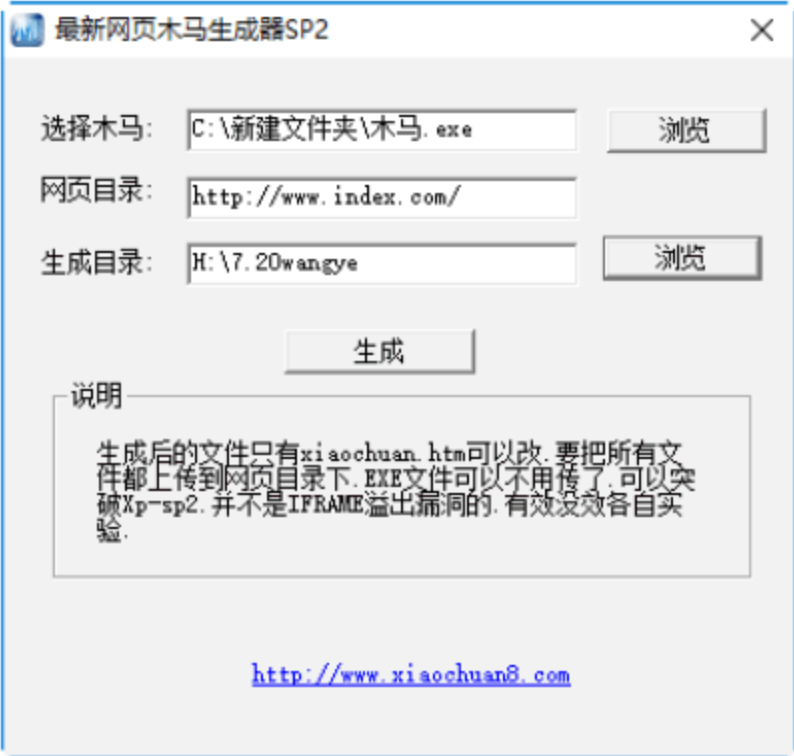 最新网页木马生成器SP2
选择木马: C:\新建文件夹\木马.exe 浏览
网页目录: http://www.index.com/
生成目录: H:\7.20wangye 浏览
生成
说明
生成后的文件只有xiaochuan.htm可以改.要把所有文
件都上传到网页目录下.EXE文件可以不用传了.可以突
破Xp-sp2.并不是IFRAME溢出漏洞的.有效没效各自实
验.
http://www.xiaochuan8.com